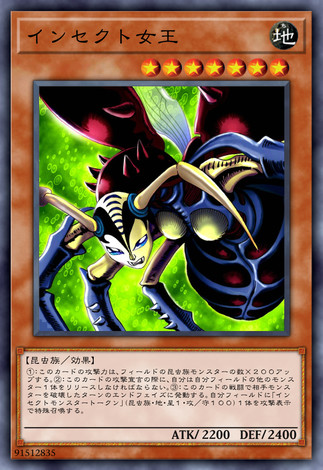 インセクト女王
地
【昆虫族／効果】
①：このカードの攻撃力は、フィールドの昆虫族モンスターの数×２００アッ
プする。②：このカードの攻撃宣言の際に、自分は自分フィールドの他のモンス
ター１体をリリースしなければならない。③：このカードの戦闘で相手モンスター
を破壊したターンのエンドフェイズに発動する。自分フィールドに「インセクト
モンスタートークン」（昆虫族・地・星１・攻／守１００）１体を攻撃表示
で特殊召喚する。
ATK/ 2200 DEF/2400
91512835